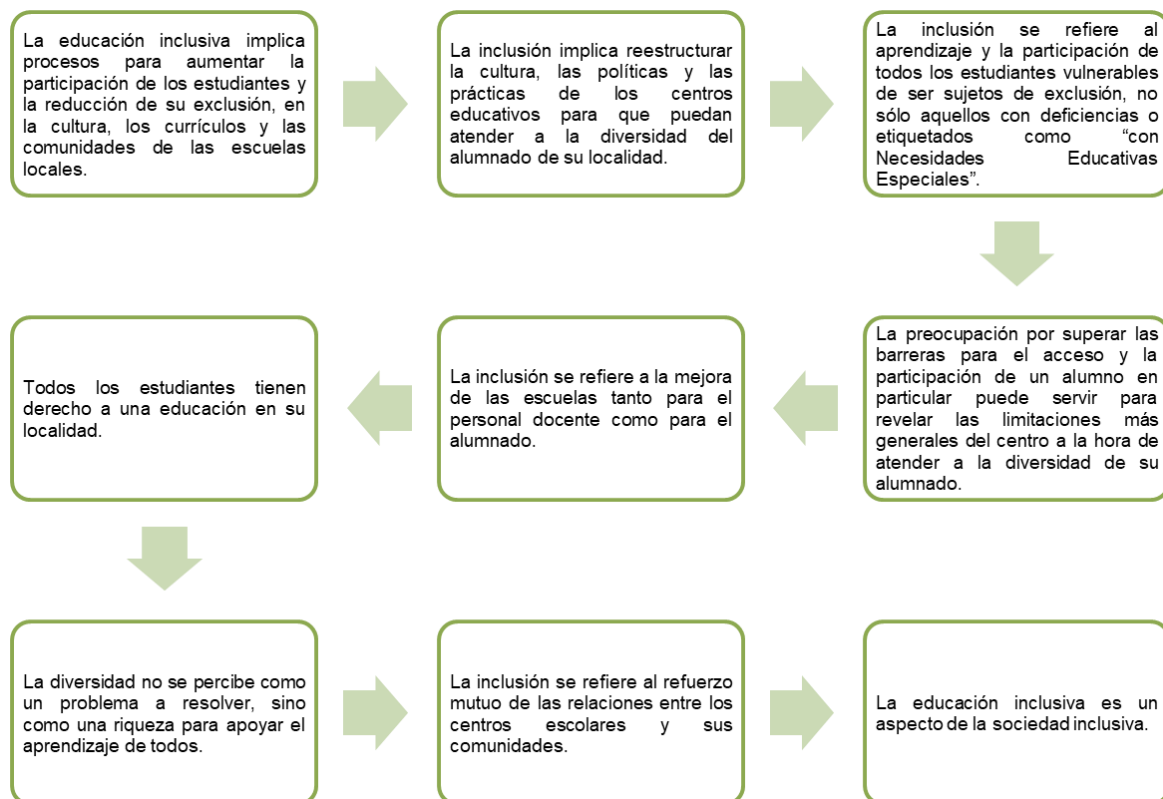 La educación inclusiva implica
procesos para aumentar la
participación de los estudiantes y
la reducción de su exclusión, en
la cultura, los currículos y las
comunidades de las escuelas
locales.
La inclusión implica reestructurar
la cultura, las políticas y las
prácticas de los centros
educativos para que puedan
atender a la diversidad del
alumnado de su localidad.
La inclusión se refiere al
aprendizaje y la participación de
todos los estudiantes vulnerables
de ser sujetos de exclusión, no
sólo aquellos con deficiencias o
etiquetados como “con
Necesidades Educativas
Especiales”.
La preocupación por superar las
barreras para el acceso y la
participación de un alumno en
particular puede servir para
revelar las limitaciones más
generales del centro a la hora de
atender a la diversidad de su
alumnado.
La inclusión se refiere a la mejora
de las escuelas tanto para el
personal docente como para el
alumnado.
Todos los estudiantes tienen
derecho a una educación en su
localidad.
La diversidad no se percibe como
un problema a resolver, sino
como una riqueza para apoyar el
aprendizaje de todos.
La inclusión se refiere al refuerzo
mutuo de las relaciones entre los
centros escolares y sus
comunidades.
La educación inclusiva es un
aspecto de la sociedad inclusiva.